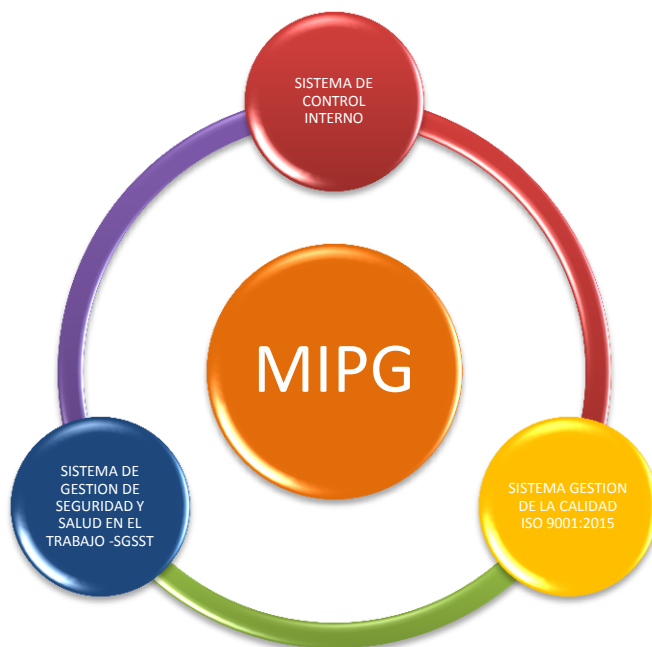 SISTEMA DE
CONTROL
INTERNO
MIPG
SISTEMA DE
GESTION DE
SEGURIDAD Y
SALUD EN EL
TRABAJO -SGSST
SISTEMA GESTION
DE LA CALIDAD
ISO 9001:2015